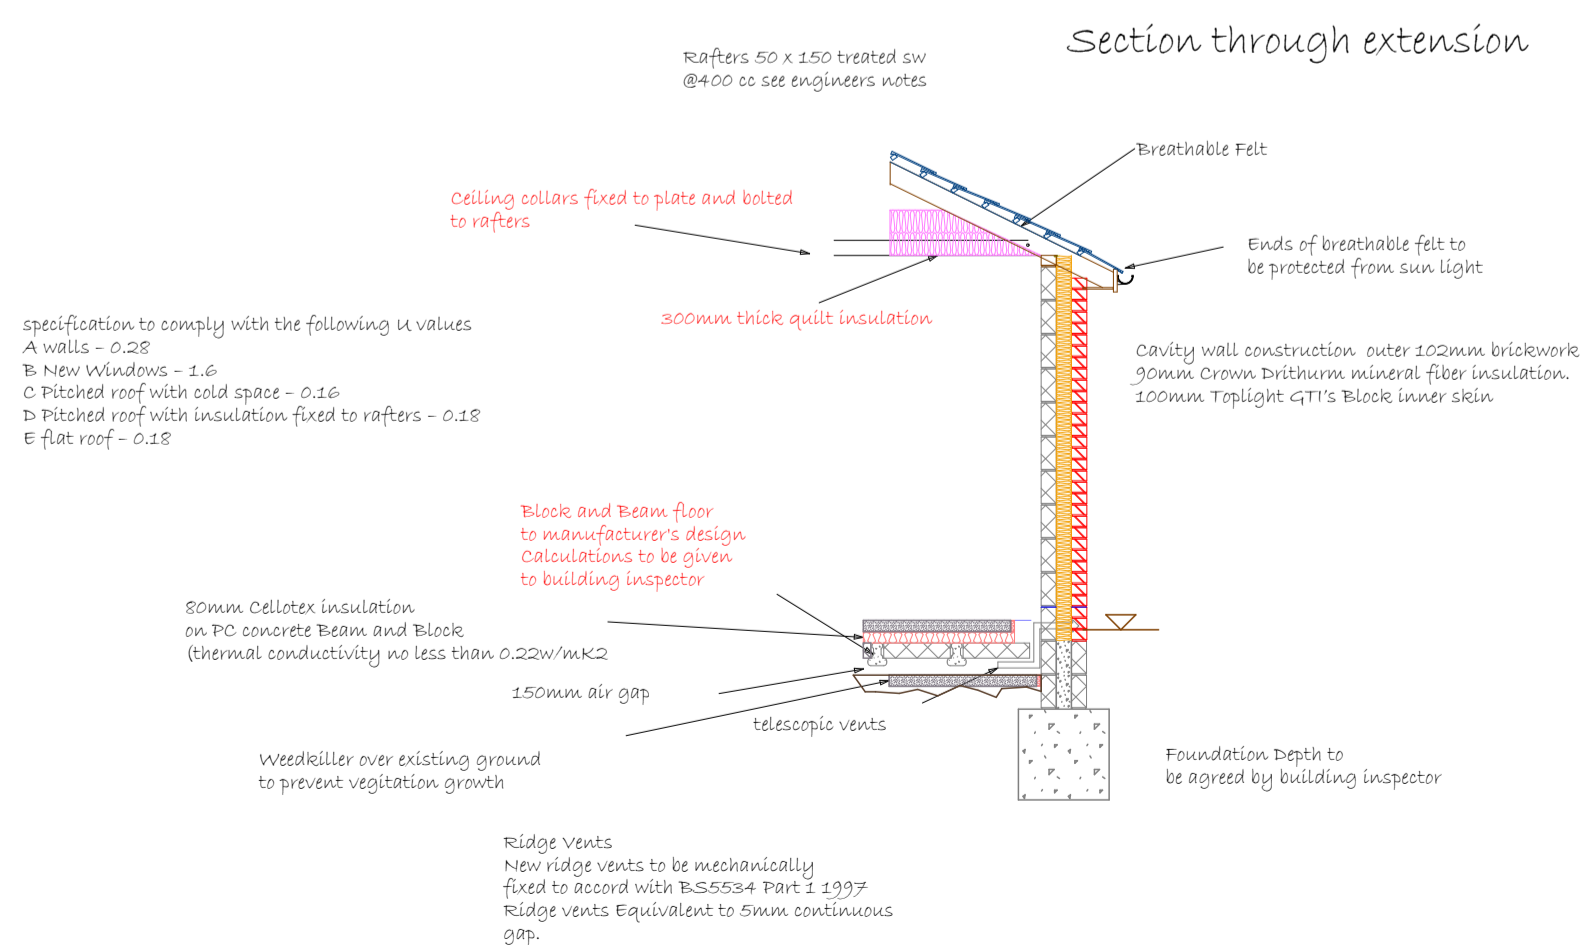 Section through extension
Rafters 50 x 150 treated sw
@400 cc see engineers notes
Breathable Felt
Ceiling collars fixed to plate and bolted
to rafters
Ends of breathable felt to
be protected from sun light
300mm thick quilt insulation
specification to comply with the following U values
A walls - 0.28
B New Windows - 1.6
C Pitched roof with cold space - 0.16
D Pitched roof with insulation fixed to rafters - 0.18
E flat roof - 0.18
Cavity wall construction outer 102mm brickwork
90mm Crown Drithurm mineral fiber insulation.
100mm Toplight GTI's Block inner skin
Block and Beam floor
to manufacturer's design
Calculations to be given
to building inspector
80mm Cellotex insulation
on PC concrete Beam and Block
(thermal conductivity no less than 0.22w/mK2
150mm air gap
telescopic vents
Weedkiller over existing ground
to prevent vegitation growth
Foundation Depth to
be agreed by building inspector
Ridge Vents
New ridge vents to be mechanically
fixed to accord with BS5534 Part 1 1997
Ridge vents Equivalent to 5mm continuous
gap.